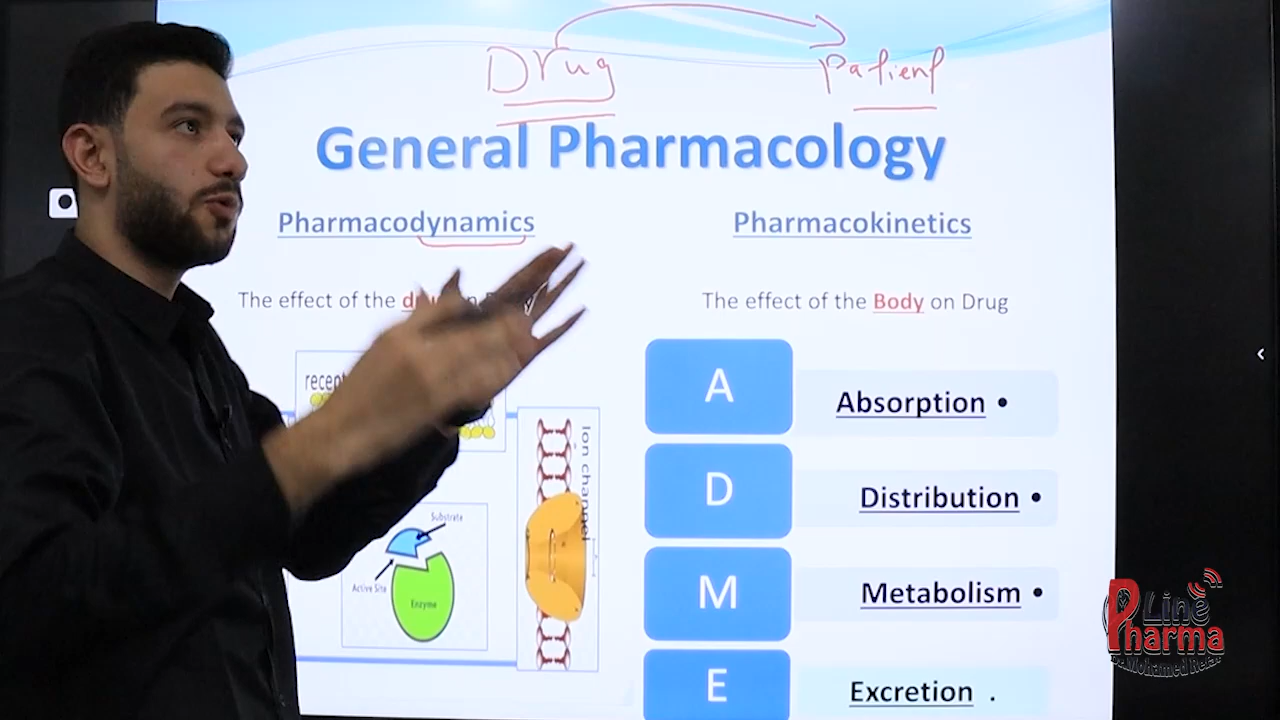 Drug
Patient
General Pharmacology
Pharmacodynamics
Pharmacokinetics
The effect of the
The effect of the Body on Drug
Ion channel
Substrate
Active Site
Enzyme
A
Absorption •
D
Distribution •
M
Metabolism •
E
Excretion .
Line
Pharma